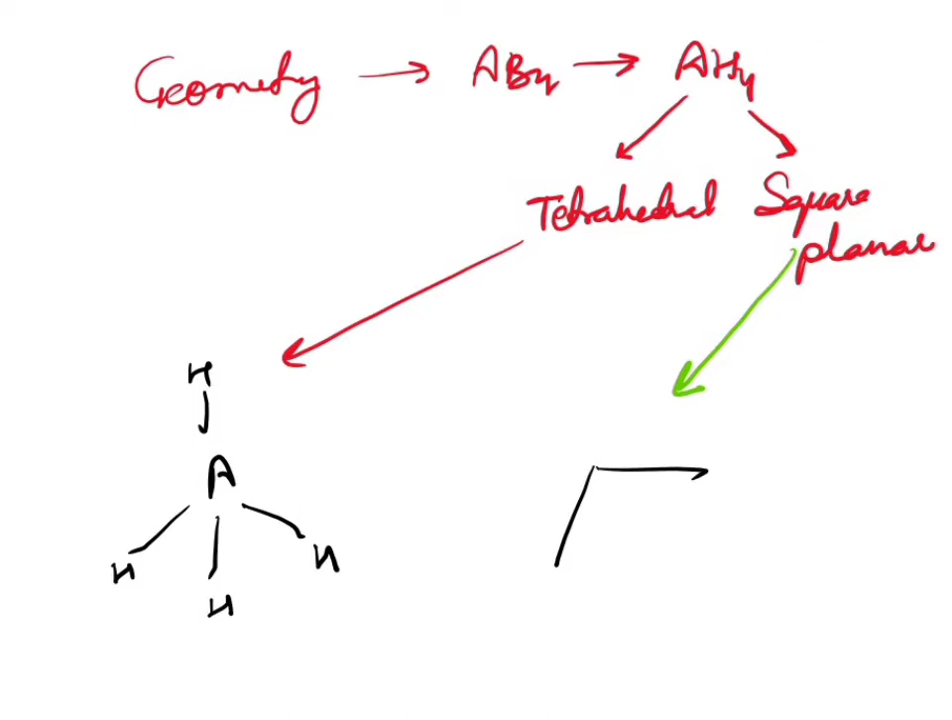 Geometry → AB4 → AH4
Tetrahedral Square
planar
H
A
H H H